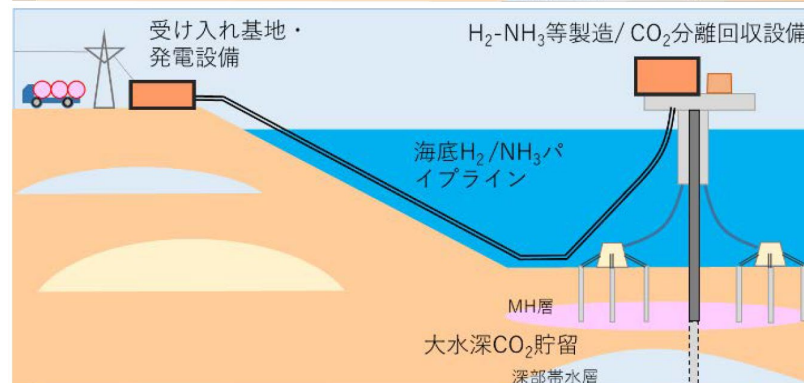 受け入れ基地・
発電設備
H₂-NH₃等製造/ CO₂分離回収設備
海底H₂/NH₃パ
イプライン
MH層
大水深CO₂貯留
深部帯水層